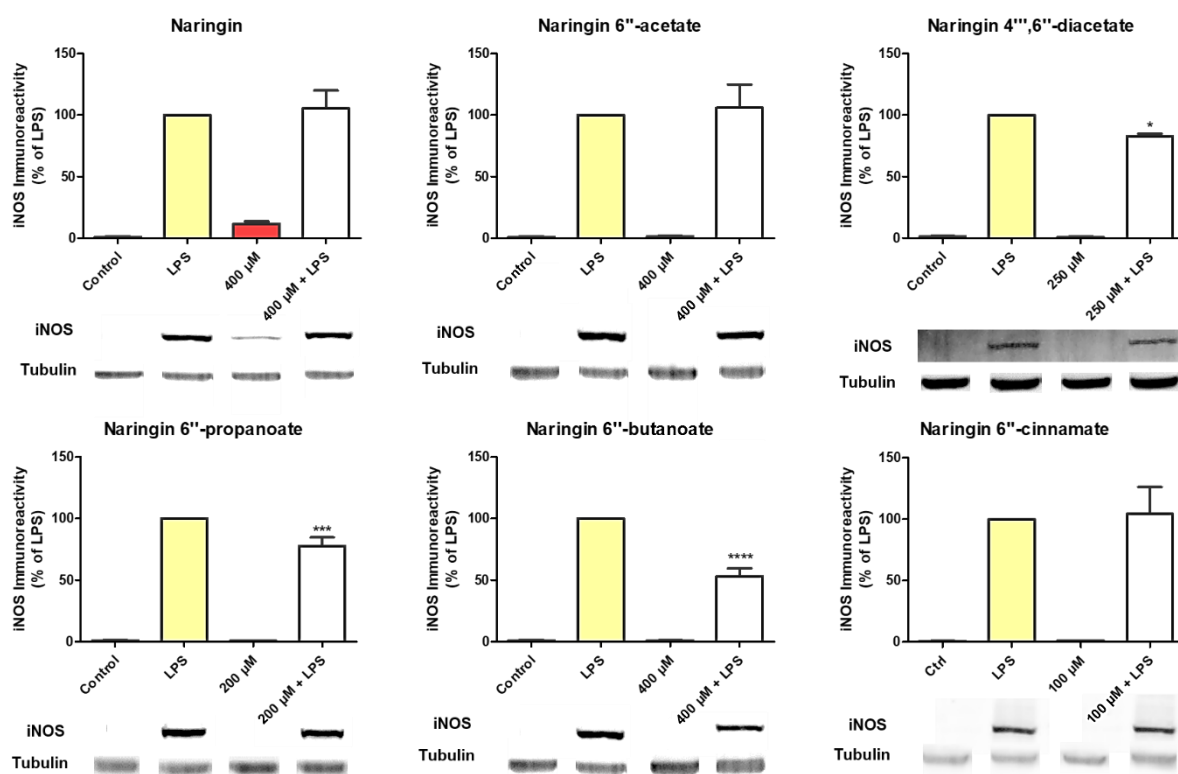 Naringin
iNOS Immunoreactivity
(% of LPS)
150
100
50
0
Control
LPS
400 µM
400 µM + LPS
iNOS
Tubulin
Naringin 6''-acetate
iNOS Immunoreactivity
(% of LPS)
150
100
50
0
Control
LPS
400 µM
400 µM + LPS
iNOS
Tubulin
Naringin 4''',6''-diacetate
iNOS Immunoreactivity
(% of LPS)
150
100
50
0
*
Control
LPS
250 µM
250 µM + LPS
iNOS
Tubulin
Naringin 6''-propanoate
iNOS Immunoreactivity
(% of LPS)
150
100
50
0
***
Control
LPS
200 µM
200 µM + LPS
iNOS
Tubulin
Naringin 6''-butanoate
iNOS Immunoreactivity
(% of LPS)
150
100
50
0
****
Control
LPS
400 µM
400 µM + LPS
iNOS
Tubulin
Naringin 6''-cinnamate
iNOS Immunoreactivity
(% of LPS)
150
100
50
0
Ctrl
LPS
100 µM
100 µM + LPS
iNOS
Tubulin